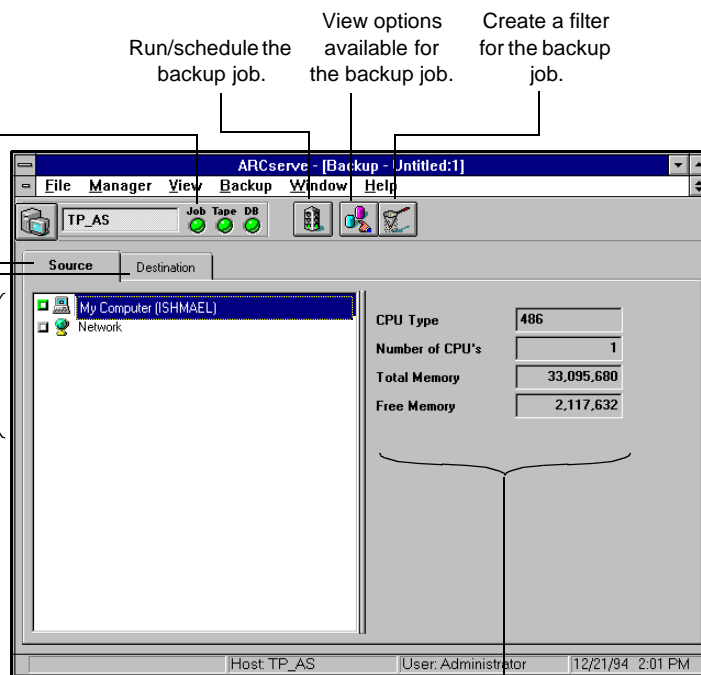 Run/schedule the
backup job.
View options
available for
the backup job.
Create a filter
for the backup
job.
ARCserve - [Backup - Untitled:1]
File Manager View Backup Window Help
TP_AS
Job Tape DB
Source
Destination
My Computer (ISHMAEL)
Network
CPU Type 486
Number of CPU's 1
Total Memory 33,095,680
Free Memory 2,117,632
Host: TP_AS User: Administrator 12/21/94 2:01 PM